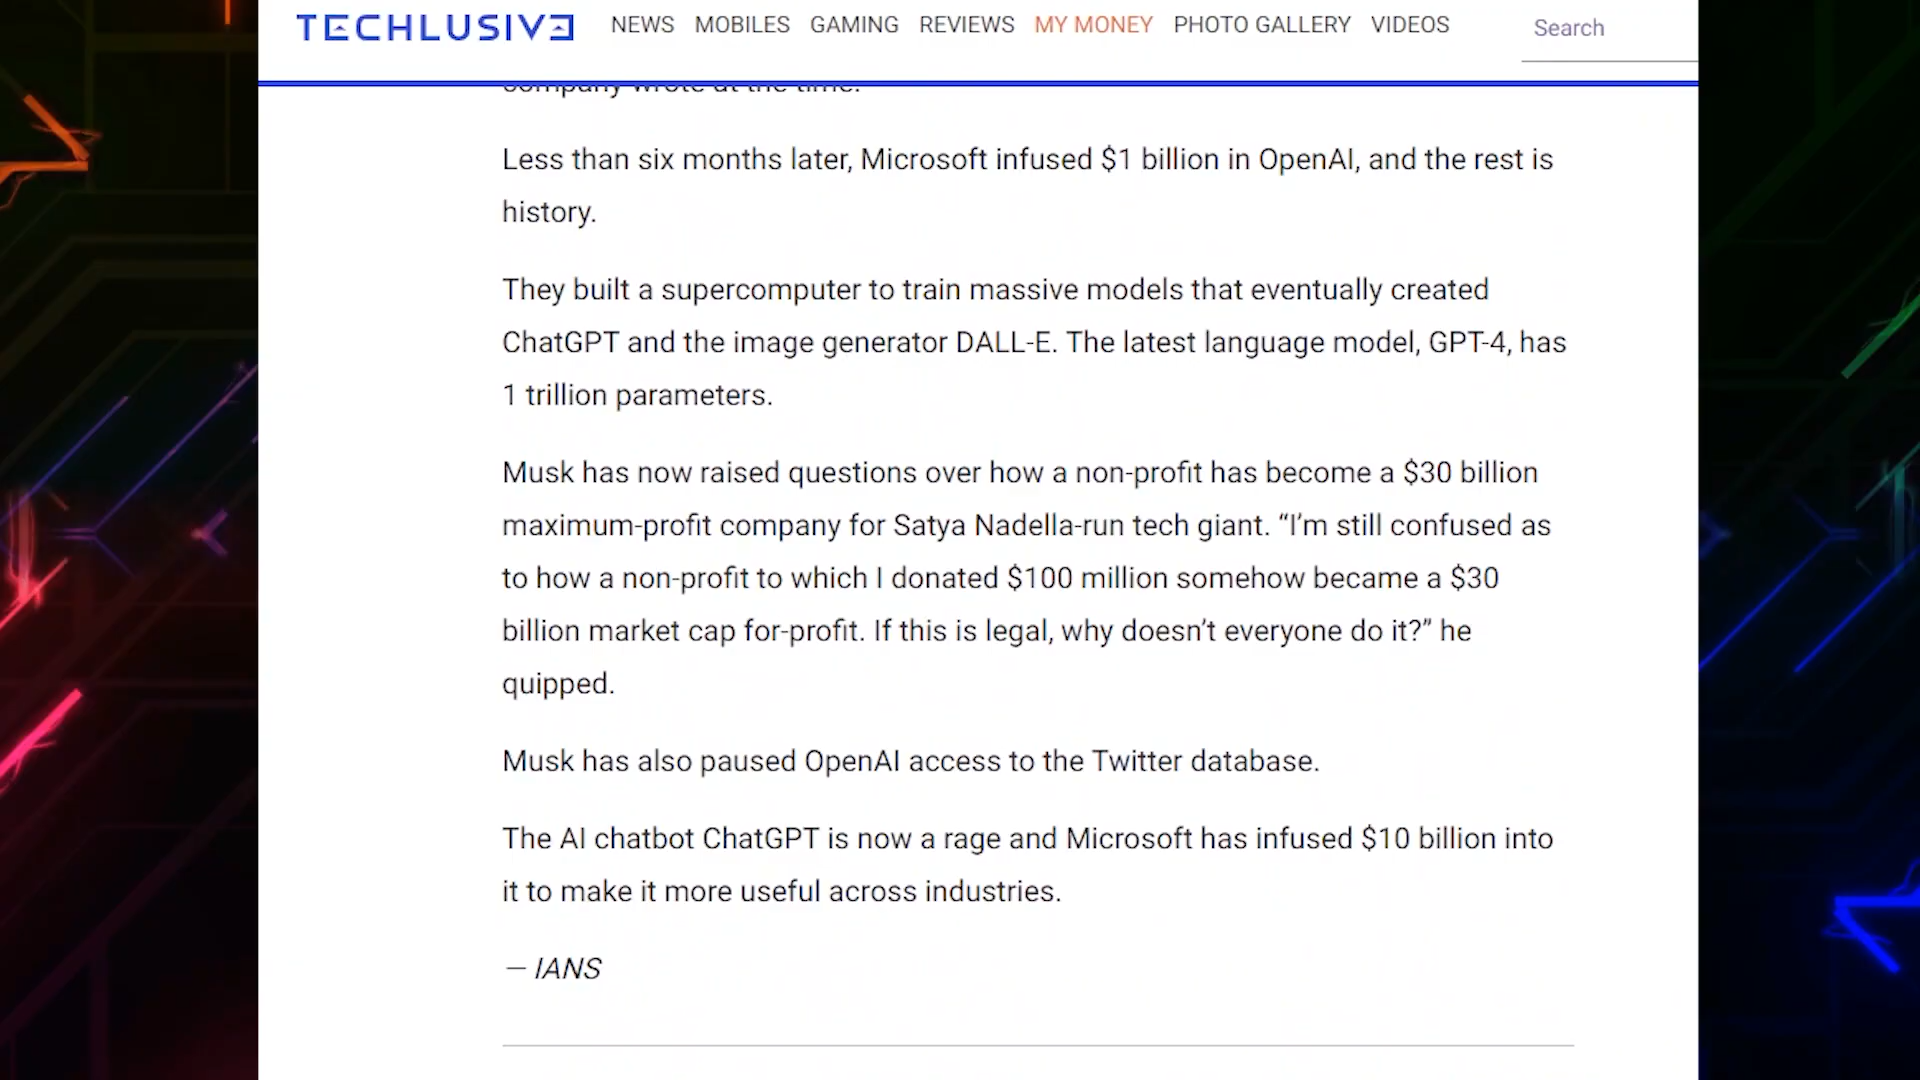 TECHLUSIVE NEWS MOBILES GAMING REVIEWS MY MONEY PHOTO GALLERY VIDEOS Search
company wrote at the time.
Less than six months later, Microsoft infused $1 billion in OpenAI, and the rest is
history.
They built a supercomputer to train massive models that eventually created
ChatGPT and the image generator DALL-E. The latest language model, GPT-4, has
1 trillion parameters.
Musk has now raised questions over how a non-profit has become a $30 billion
maximum-profit company for Satya Nadella-run tech giant. “I’m still confused as
to how a non-profit to which I donated $100 million somehow became a $30
billion market cap for-profit. If this is legal, why doesn’t everyone do it?” he
quipped.
Musk has also paused OpenAI access to the Twitter database.
The AI chatbot ChatGPT is now a rage and Microsoft has infused $10 billion into
it to make it more useful across industries.
— IANS